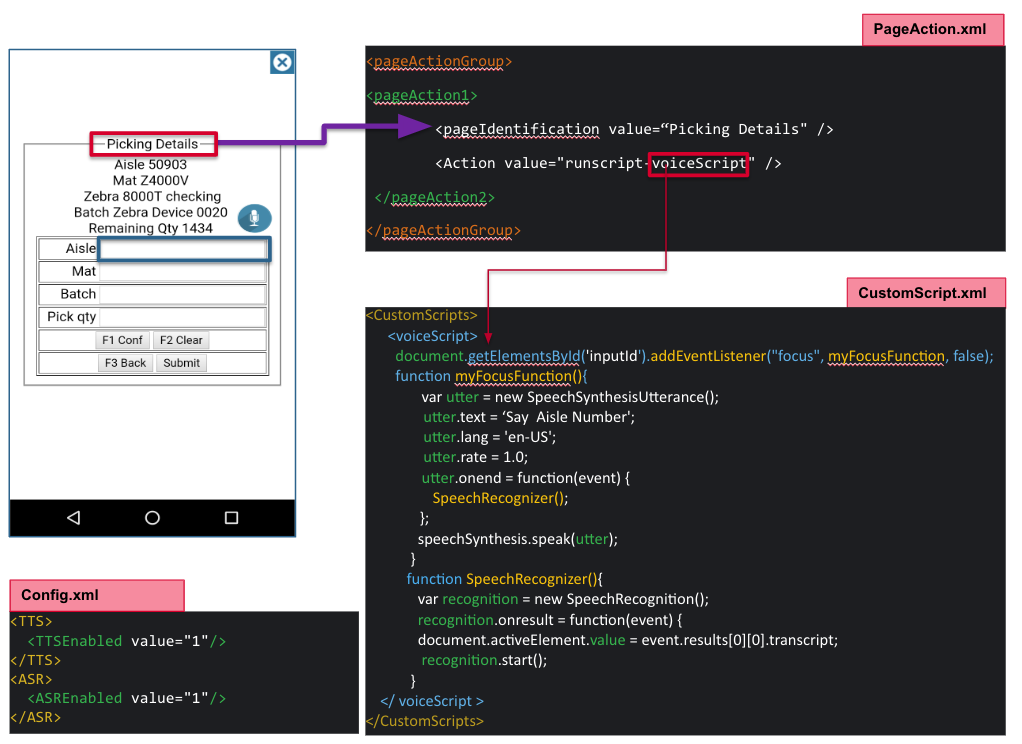 PageAction.xml
<pageActionGroup>
<pageAction1>
<pageIdentification value=“Picking Details" />
<Action value="runscript-voiceScript" />
</pageAction2>
</pageActionGroup>
Picking Details
Aisle 50903
Mat Z4000V
Zebra 8000T checking
Batch Zebra Device 0020
Remaining Qty 1434
Aisle
Mat
Batch
Pick qty
F1 Conf F2 Clear
F3 Back Submit
CustomScript.xml
<CustomScripts>
<voiceScript>
document.getElementsById('inputId').addEventListener("focus", myFocusFunction, false);
function myFocusFunction(){
var utter = new SpeechSynthesisUtterance();
utter.text = ‘Say Aisle Number';
utter.lang = 'en-US';
utter.rate = 1.0;
utter.onend = function(event) {
SpeechRecognizer();
};
speechSynthesis.speak(utter);
}
function SpeechRecognizer(){
var recognition = new SpeechRecognition();
recognition.onresult = function(event) {
document.activeElement.value = event.results[0][0].transcript;
recognition.start();
}
</ voiceScript >
</CustomScripts>
Config.xml
<TTS>
<TTSEnabled value="1"/>
</TTS>
<ASR>
<ASREnabled value="1"/>
</ASR>